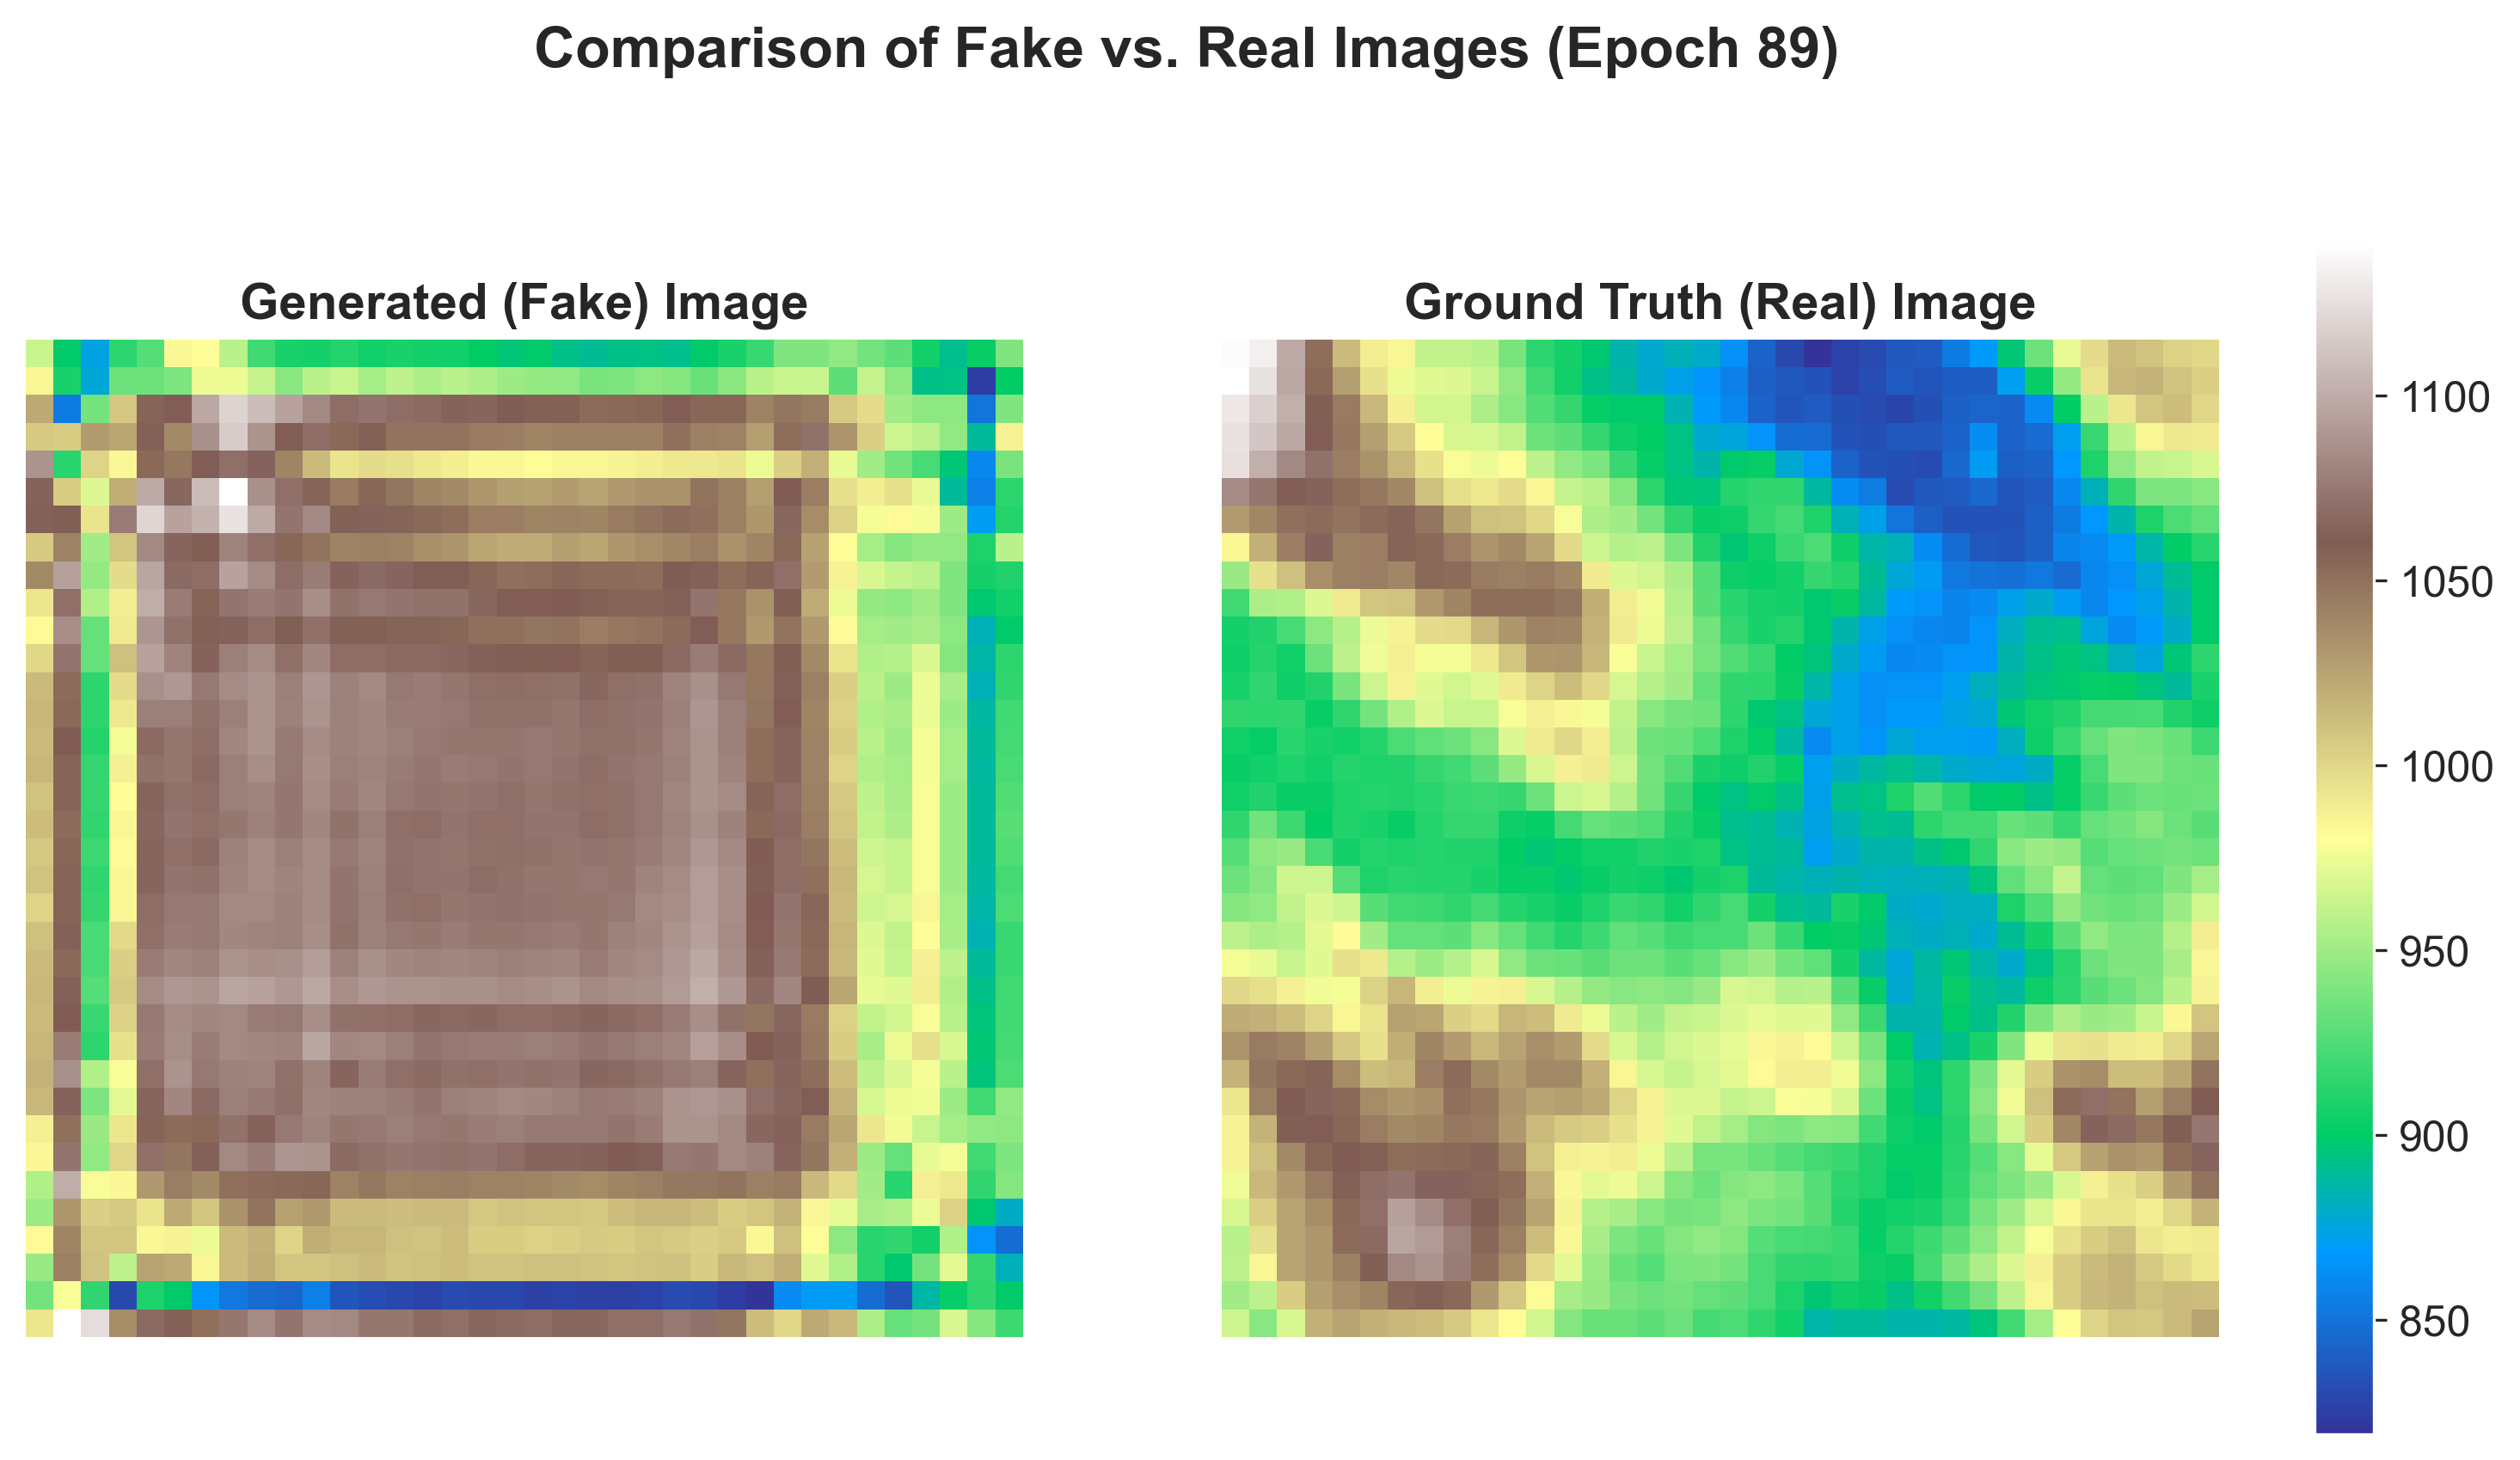 Comparison of Fake vs. Real Images (Epoch 89)
Generated (Fake) Image
Ground Truth (Real) Image
1100
1050
1000
950
900
850